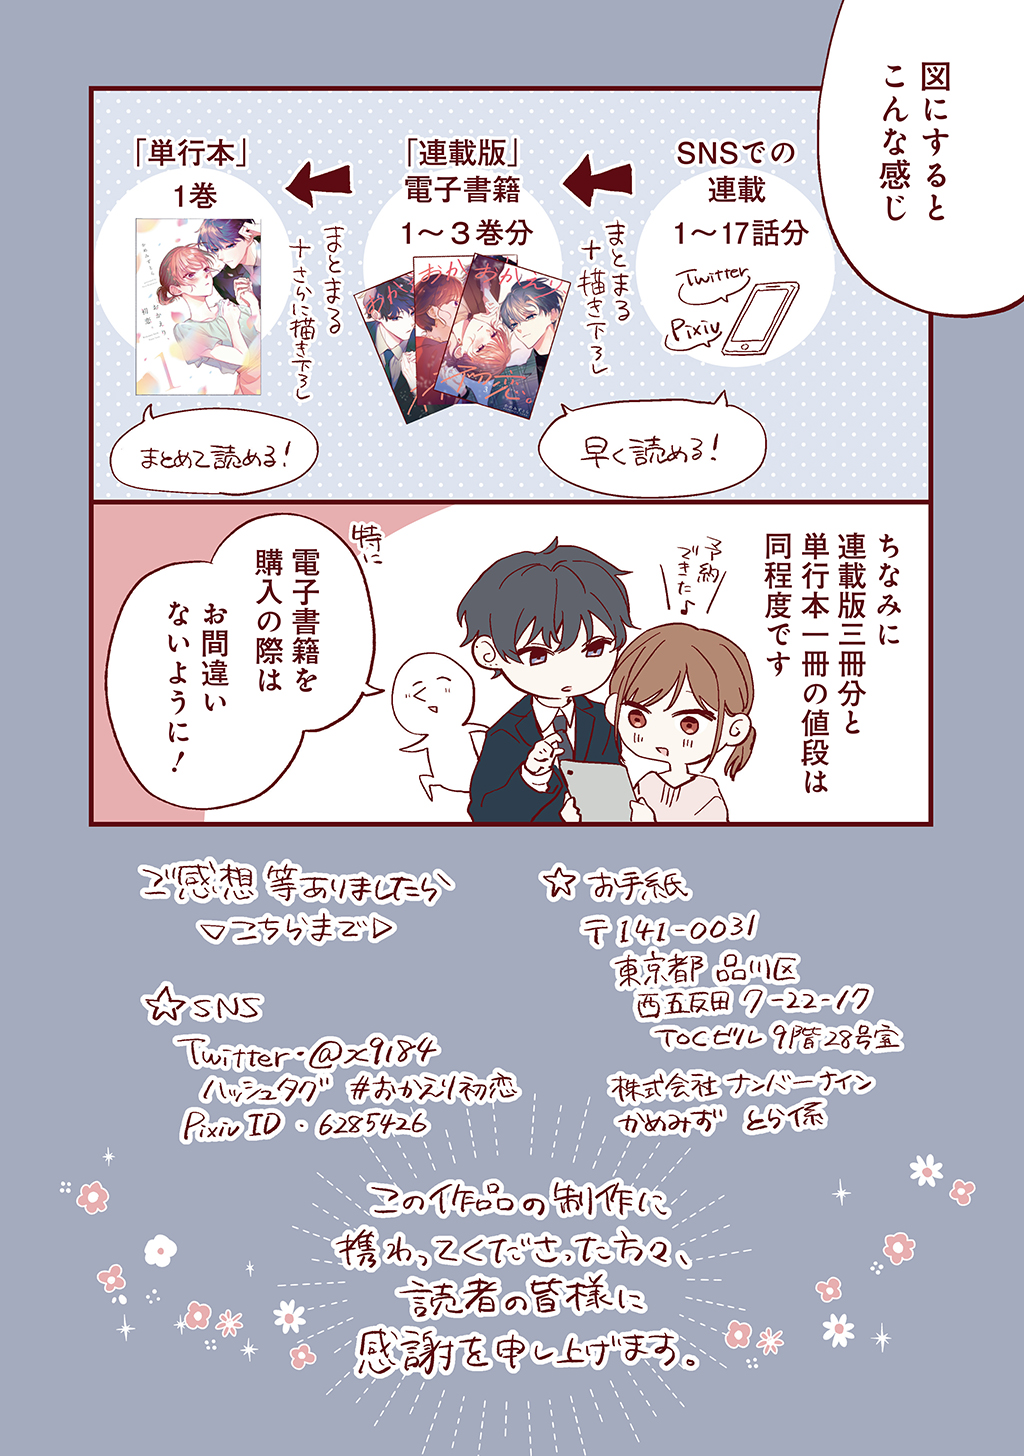 図にすると
こんな感じ
SNSでの
連載
1〜17話分
Twitter
Pixiv
まとまる
＋描き下ろし
「連載版」
電子書籍
1〜3巻分
早く読める!
まとまる
＋さらに描き下ろし
「単行本」
1巻
おかえり
初恋
1
まとめて読める!
ちなみに
連載版三冊分と
単行本一冊の値段は
同程度です
予約
できた♪
特に
電子書籍を
購入の際は
お間違い
ないように!
ご感想等ありましたら
▽こちらまで▷
☆お手紙
〒141-0031
東京都 品川区
西五反田 7-22-17
TOCビル 9階28号室
株式会社ナンバーナイン
かめみず とら係
☆SNS
Twitter・@x9184
ハッシュタグ #おかえり初恋
Pixiv ID・6285426
この作品の制作に
携わってくださった方々、
読者の皆様に
感謝を申し上げます。